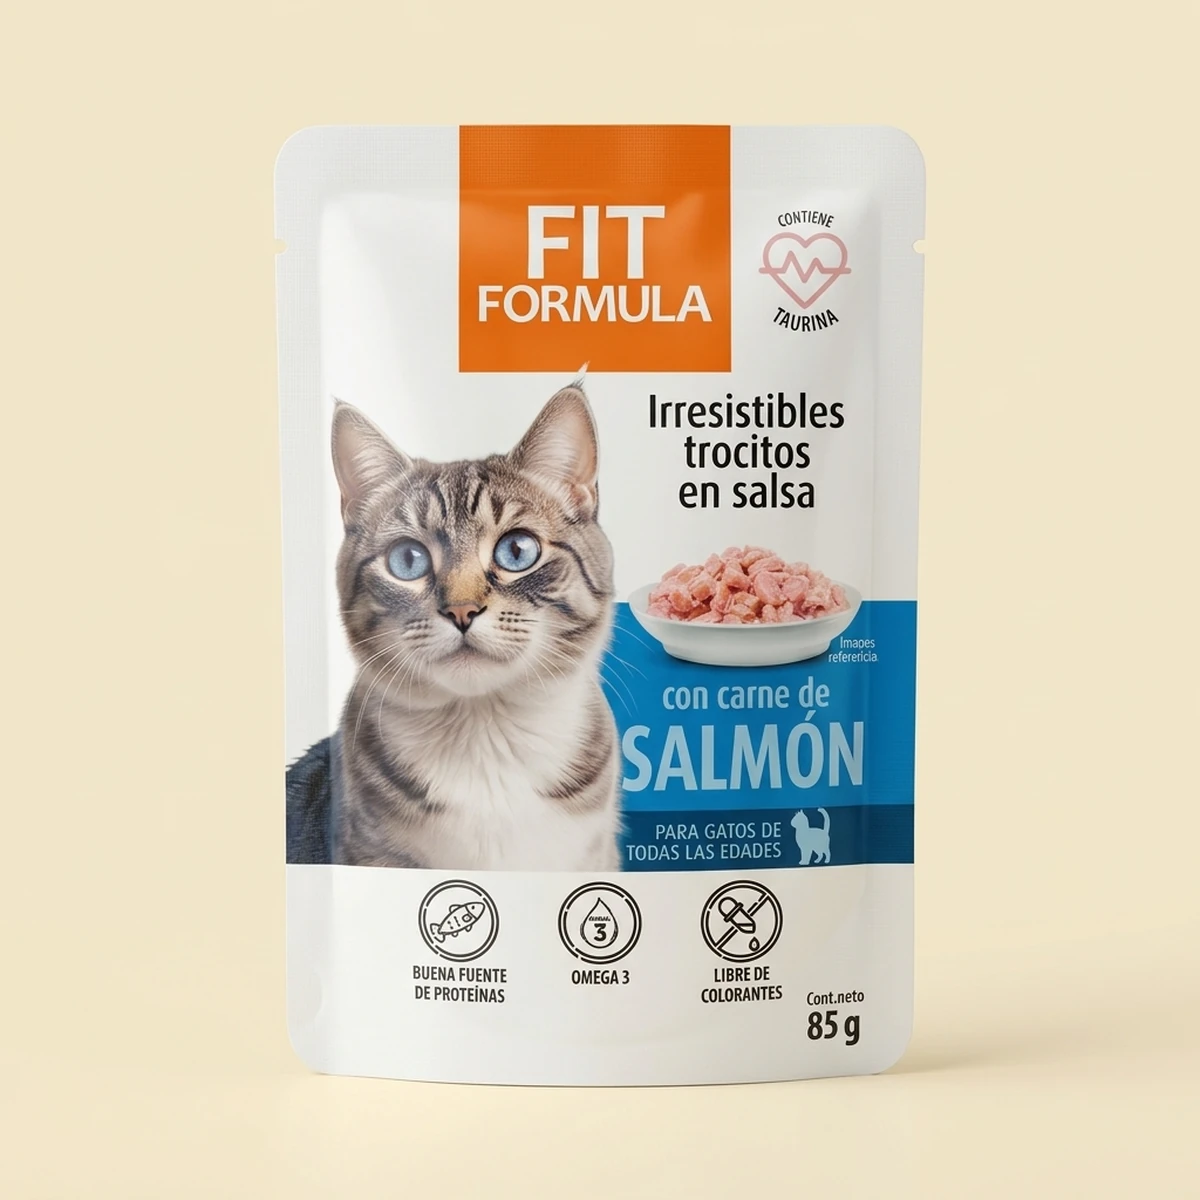 FIT
FORMULA
CONTIENE
TAURINA
Irresistibles
trocitos
en salsa
con carne de
SALMÓN
PARA GATOS DE
TODAS LAS EDADES
BUENA FUENTE
DE PROTEÍNAS
3
OMEGA 3
LIBRE DE
COLORANTES
Cont.neto
85 g